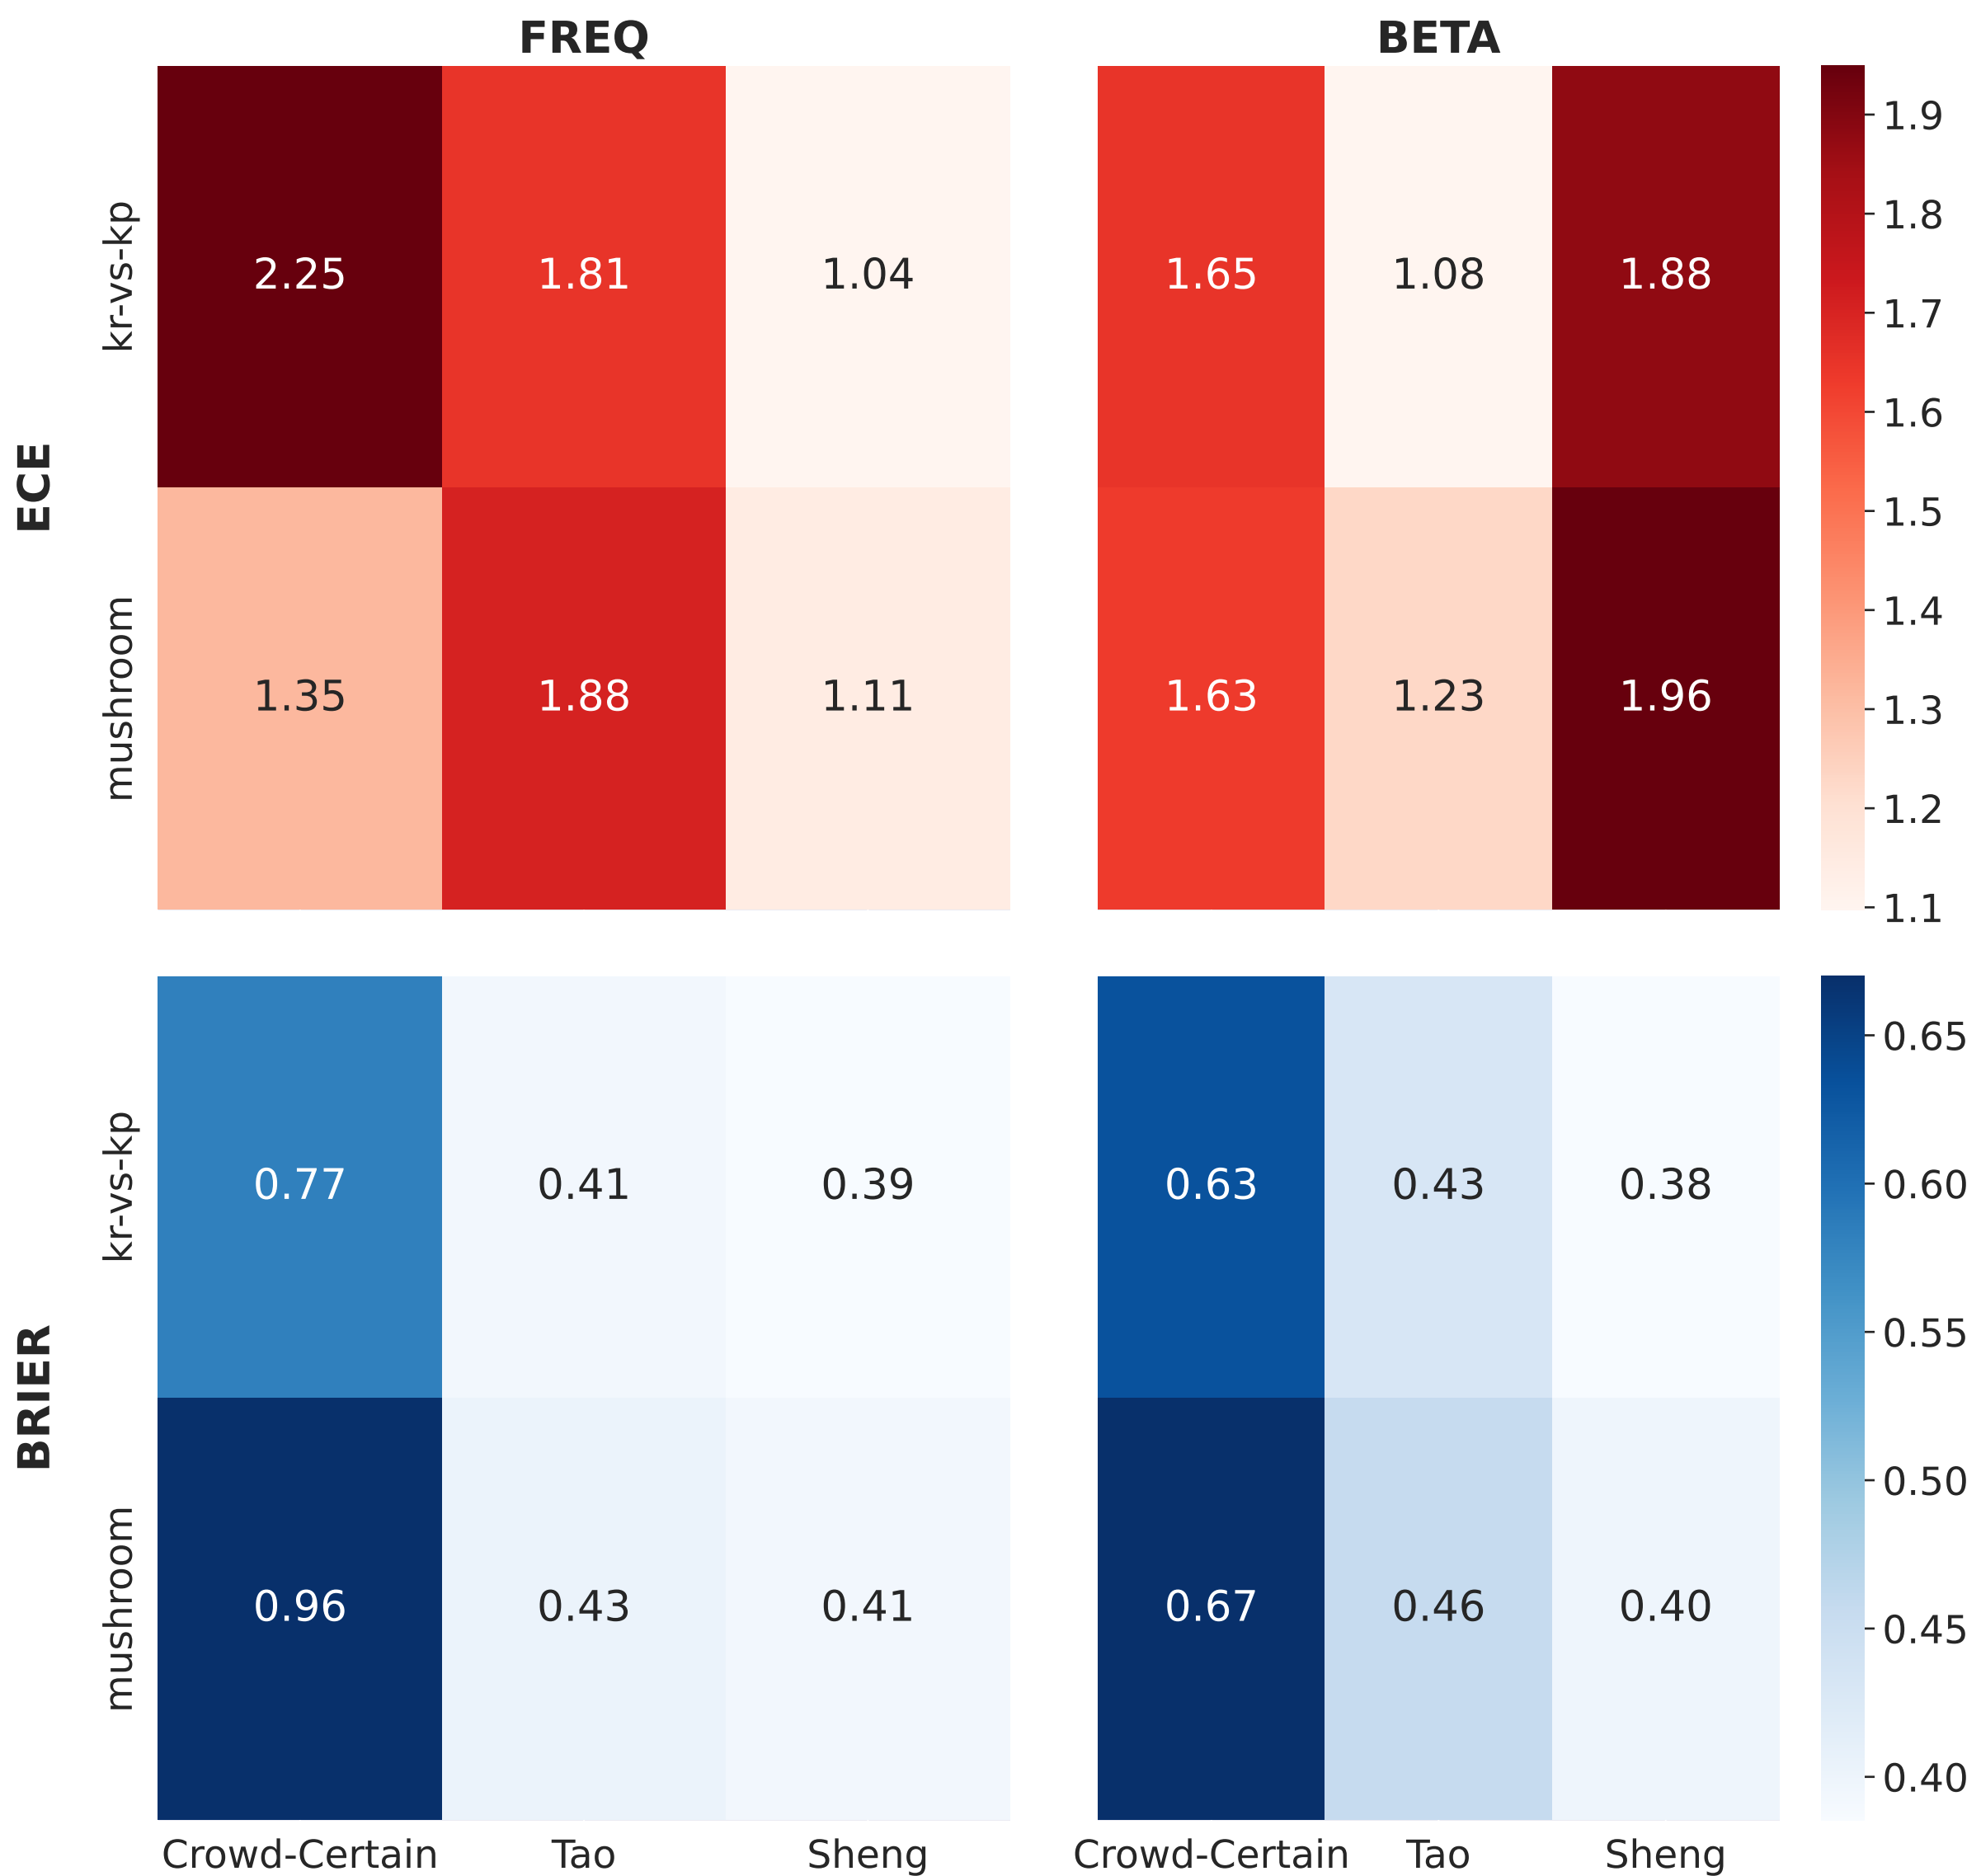 FREQ BETA
ECE
kr-vs-kp 2.25 1.81 1.04 1.65 1.08 1.88
mushroom 1.35 1.88 1.11 1.63 1.23 1.96
1.9
1.8
1.7
1.6
1.5
1.4
1.3
1.2
1.1
BRIER
kr-vs-kp 0.77 0.41 0.39 0.63 0.43 0.38
mushroom 0.96 0.43 0.41 0.67 0.46 0.40
0.65
0.60
0.55
0.50
0.45
0.40
Crowd-Certain Tao Sheng Crowd-Certain Tao Sheng